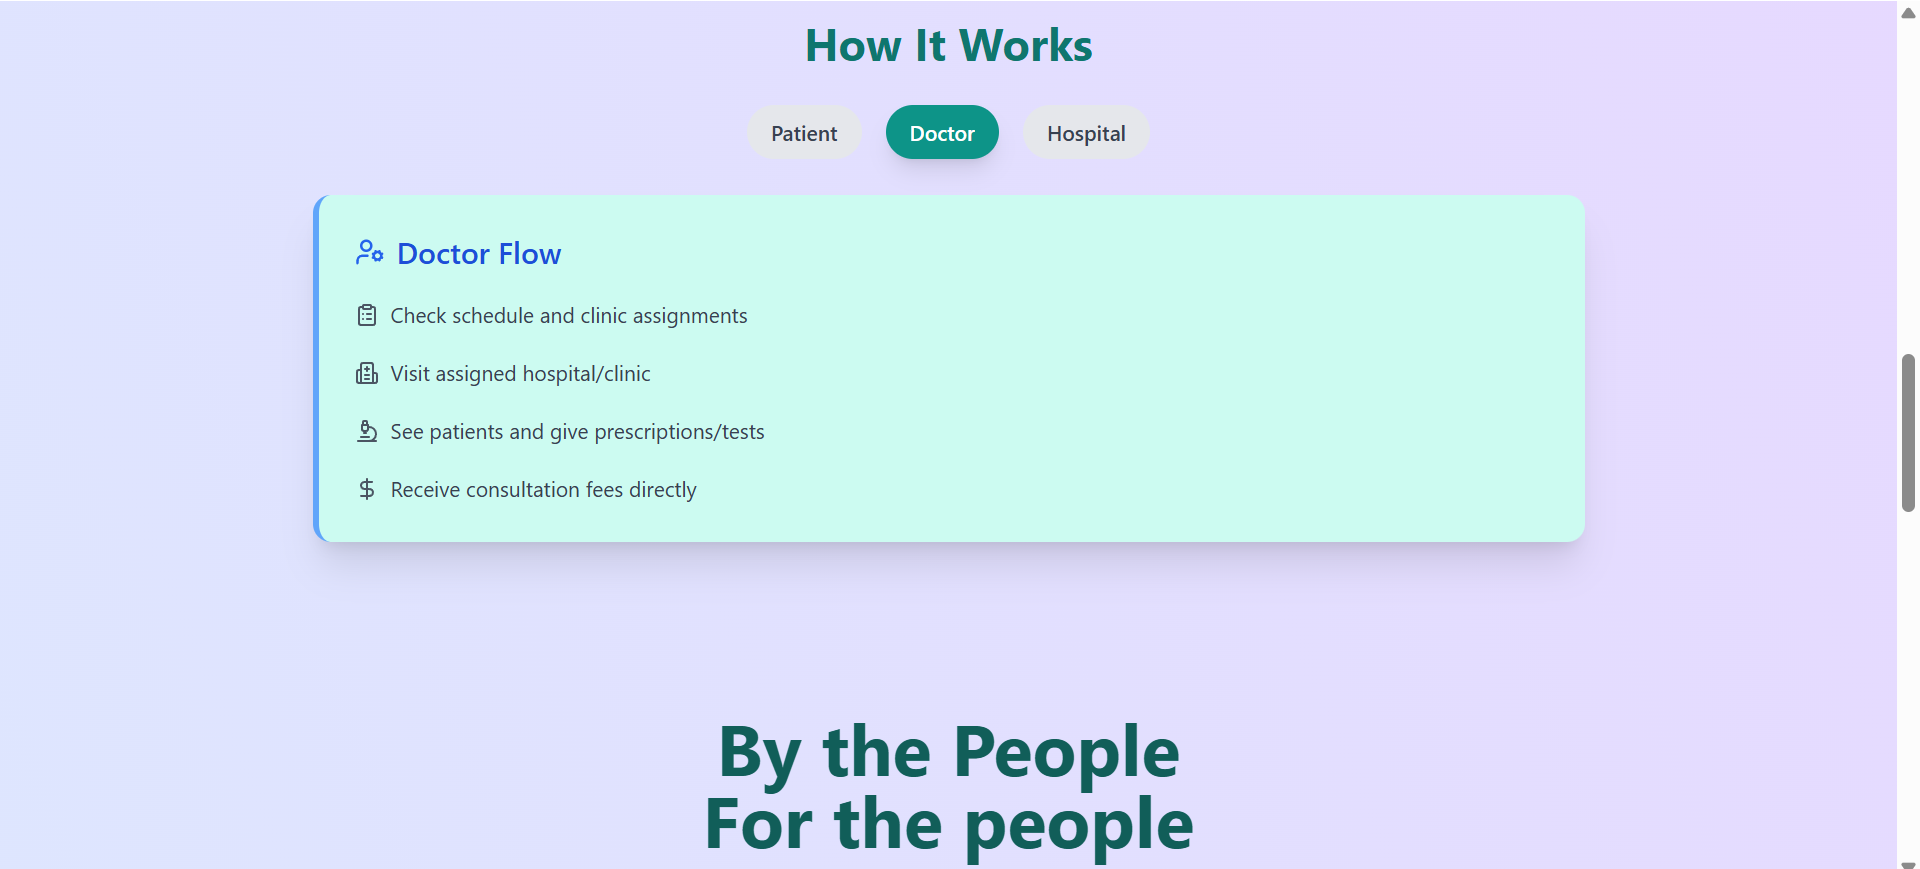 How It Works
Patient Doctor Hospital
Doctor Flow
Check schedule and clinic assignments
Visit assigned hospital/clinic
See patients and give prescriptions/tests
Receive consultation fees directly
By the People
For the people